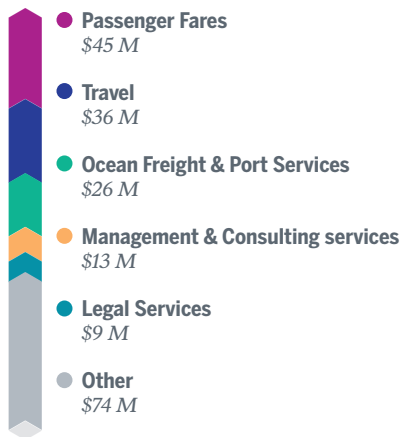 Passenger Fares
$45 M
Travel
$36 M
Ocean Freight & Port Services
$26 M
Management & Consulting services
$13 M
Legal Services
$9 M
Other
$74 M